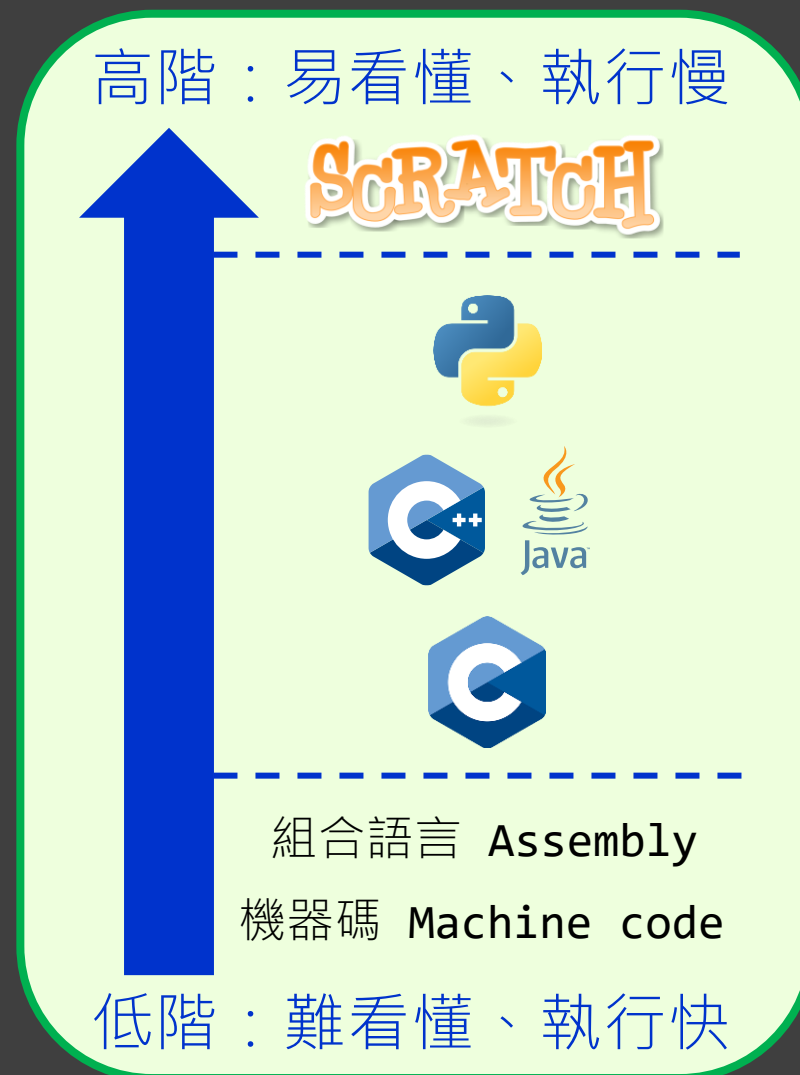 高階：易看懂、執行慢
SCRATCH
C++
Java
C
組合語言 Assembly
機器碼 Machine code
低階：難看懂、執行快